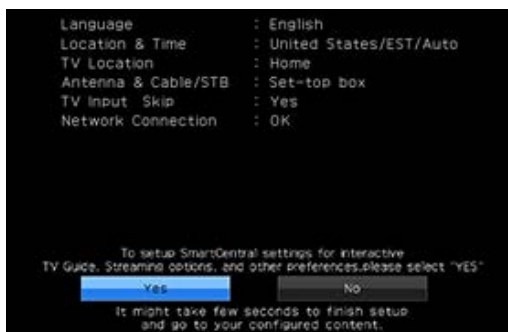 Language : English
Location & Time : United States/EST/Auto
TV Location : Home
Antenna & Cable/STB : Set-top box
TV Input Skip : Yes
Network Connection : OK
To setup SmartCentral settings for interactive
TV Guide, Streaming options, and other preferences,please select "YES"
Yes No
It might take few seconds to finish setup
and go to your configured content.